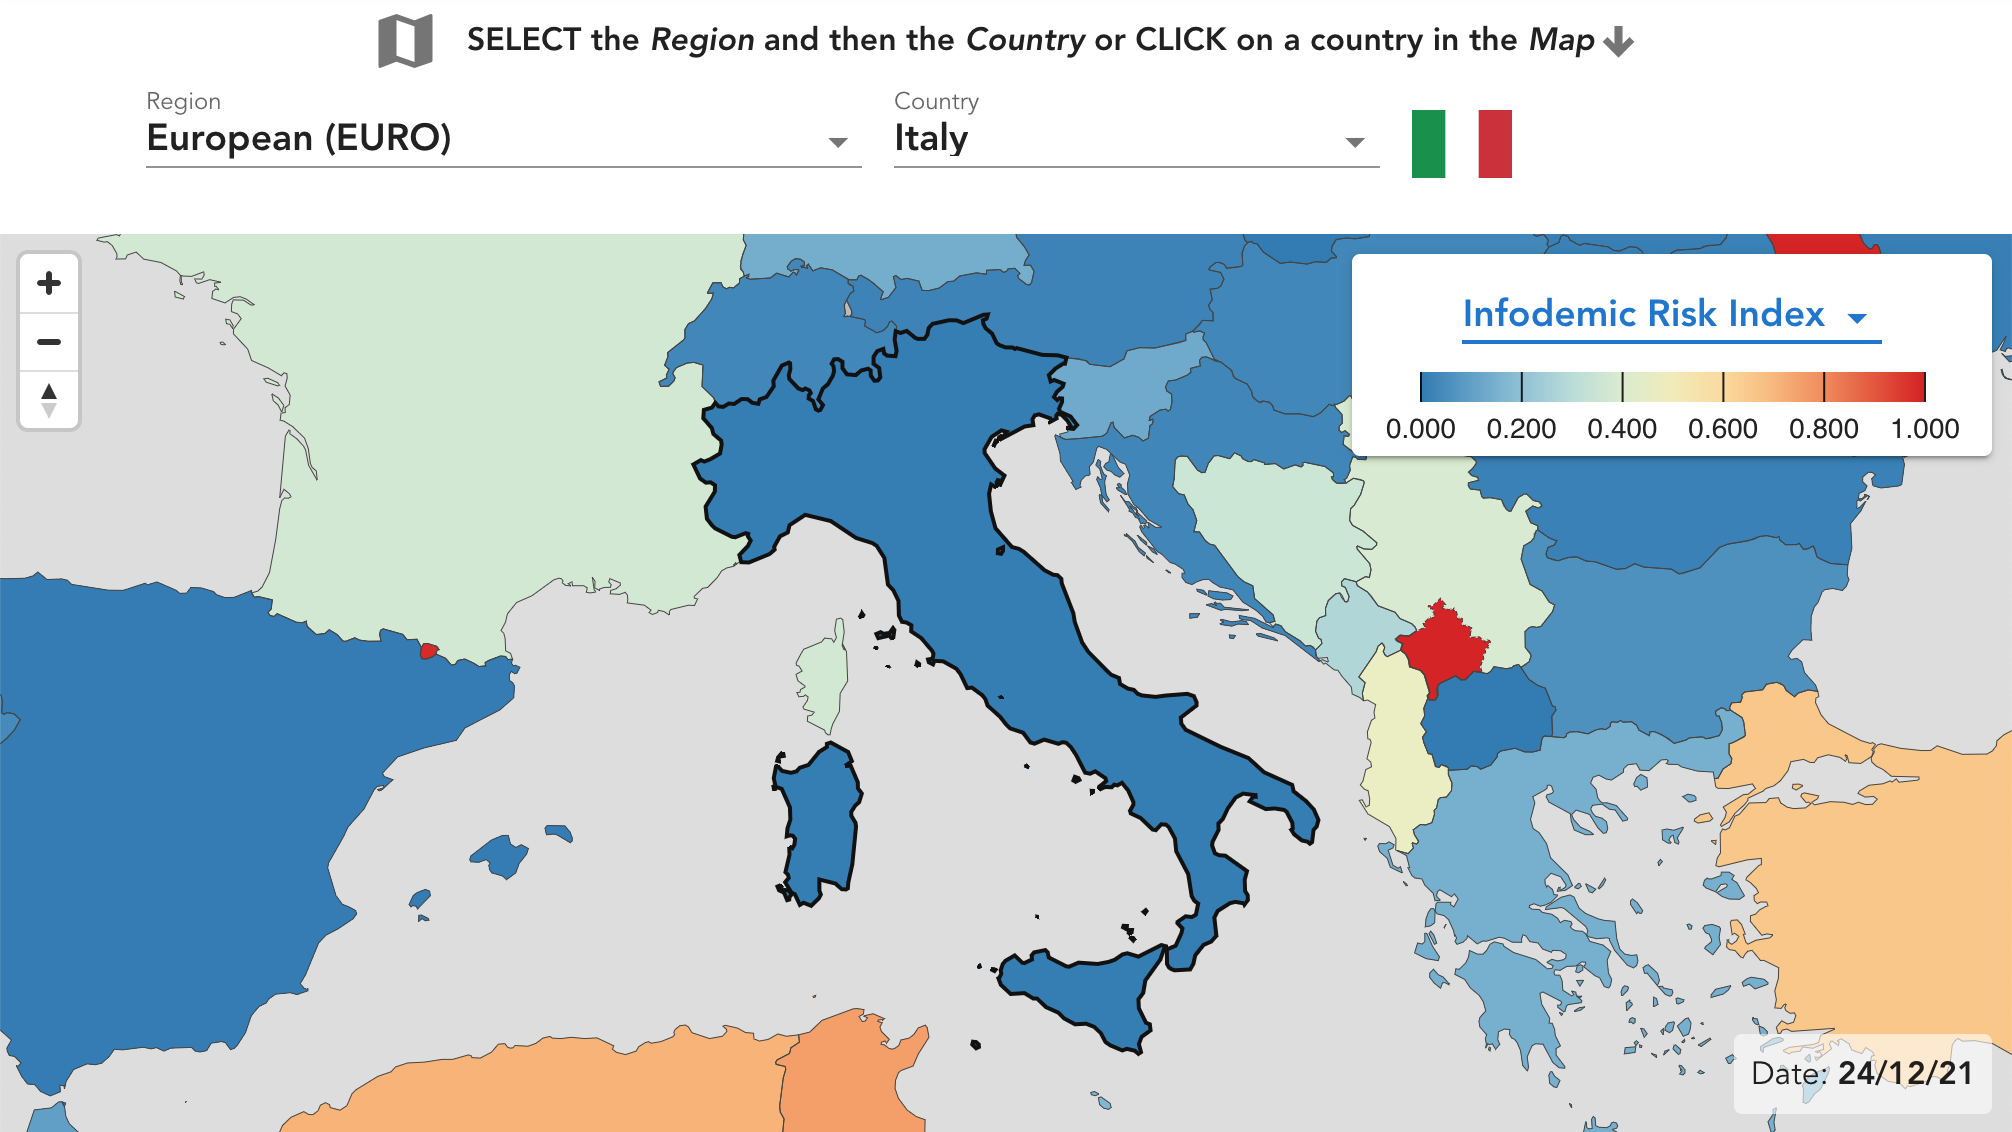 SELECT the Region and then the Country or CLICK on a country in the Map
Region
European (EURO)
Country
Italy
Infodemic Risk Index
0.000 0.200 0.400 0.600 0.800 1.000
Date: 24/12/21